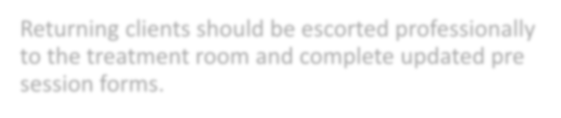 Returning clients should be escorted professionally
to the treatment room and complete updated pre
session forms.